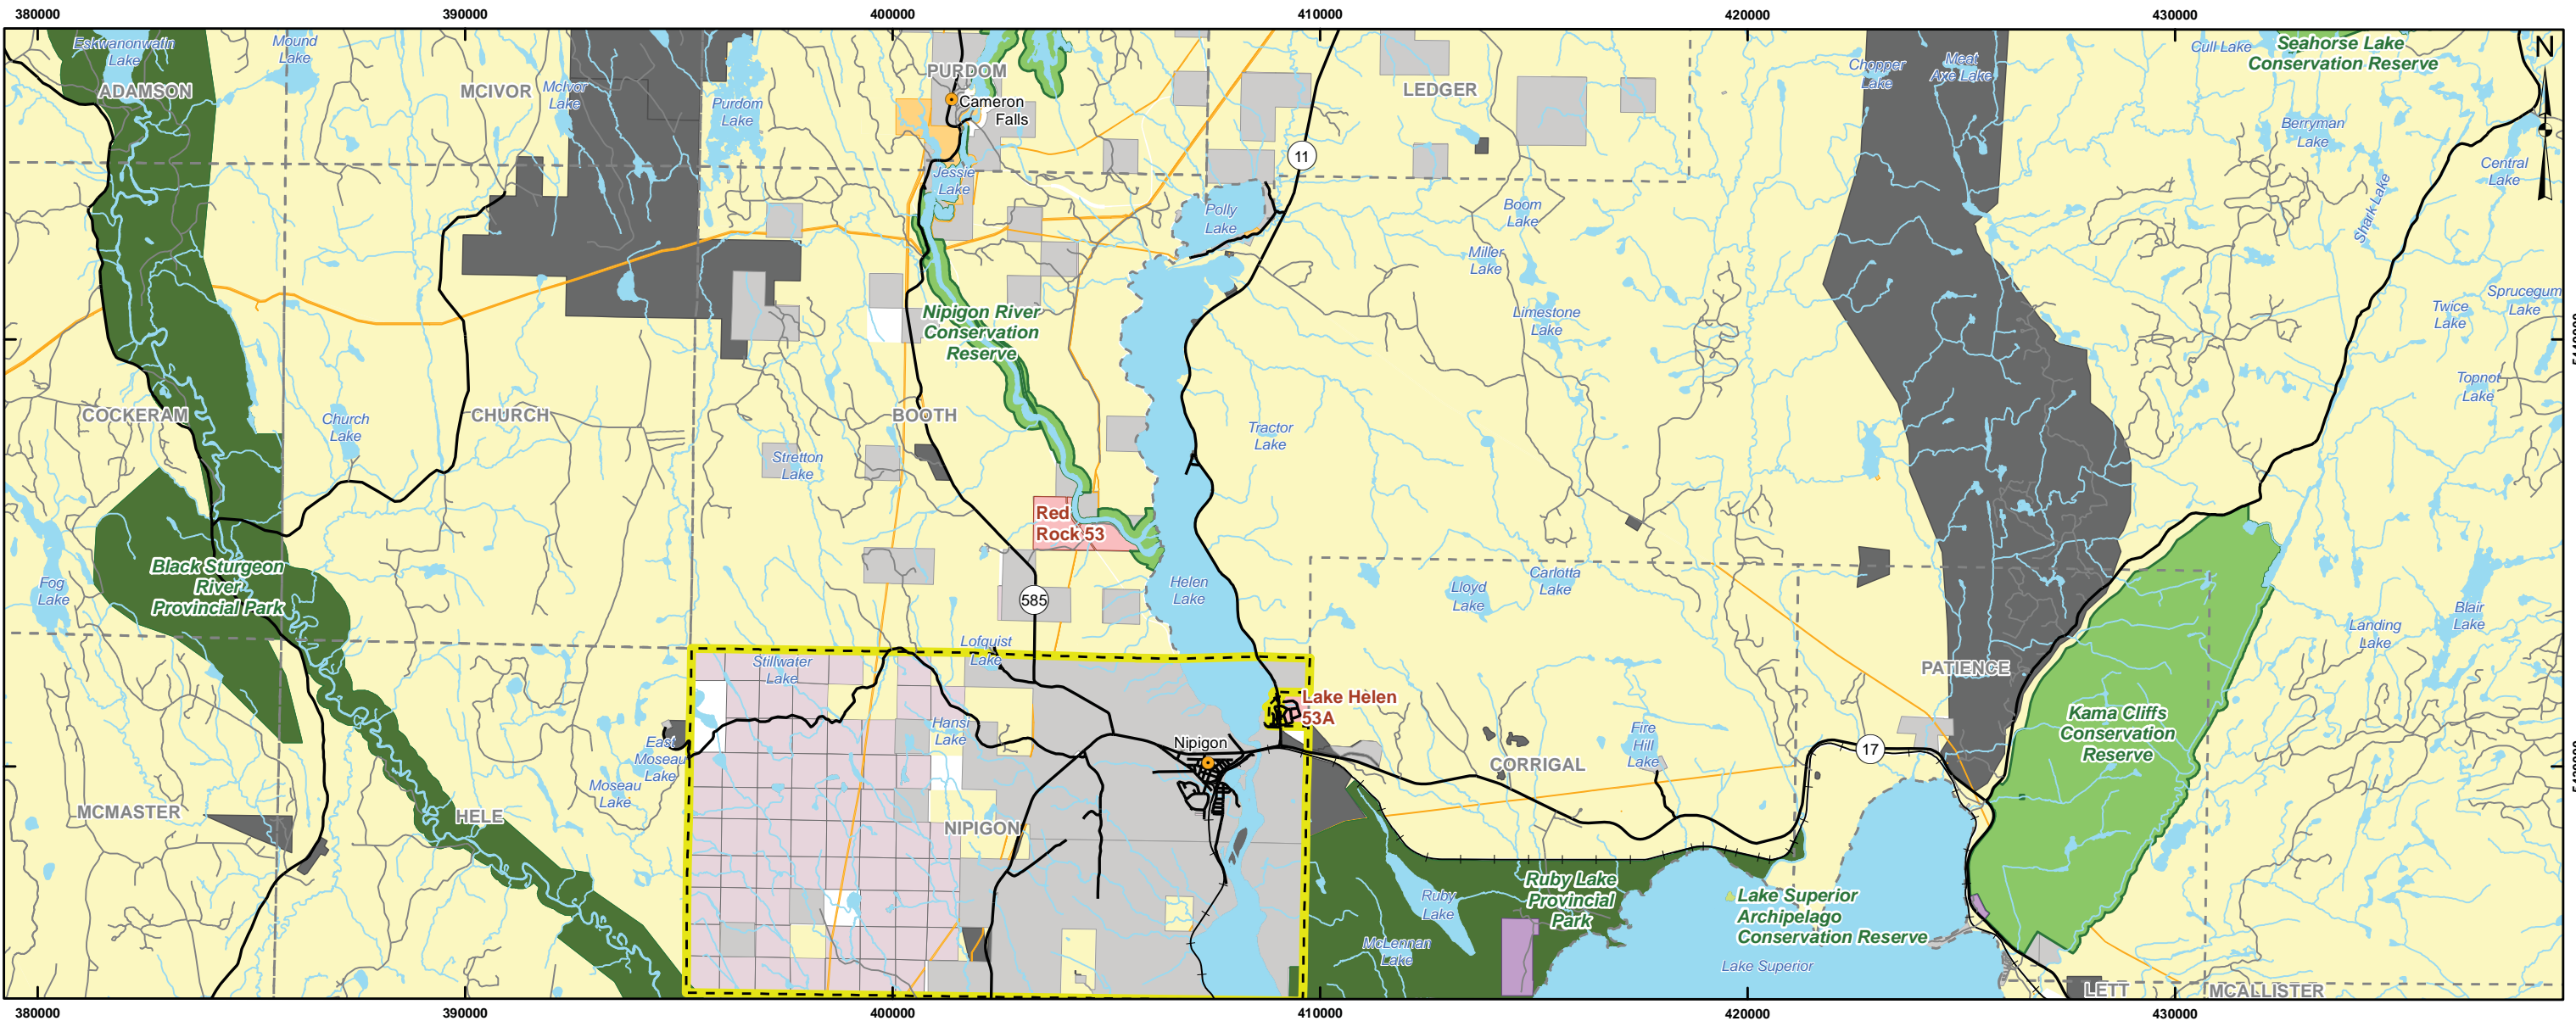 380000
390000
400000
410000
420000
430000
Eskwanonwatin
Lake
Mound
Lake
ADAMSON
MCIVOR
McIvor
Lake
Purdom
Lake
PURDOM
Cameron
Falls
Jessie
Lake
LEDGER
11
Polly
Lake
Boom
Lake
Miller
Lake
Limestone
Lake
Chopper
Lake
Meat
Axe Lake
Cull Lake
Seahorse Lake
Conservation Reserve
N
Berryman
Lake
Central
Lake
Shark Lake
Twice
Lake
Sprucegum
Lake
Topnot
Lake
Nipigon River
Conservation
Reserve
COCKERAM
Church
Lake
CHURCH
BOOTH
Stretton
Lake
Tractor
Lake
Red
Rock 53
Black Sturgeon
River
Provincial Park
Fog
Lake
585
Helen
Lake
Lloyd
Lake
Carlotta
Lake
Blair
Lake
Landing
Lake
PATIENCE
Lofquist
Lake
Stillwater
Lake
Hansi
Lake
Lake Helen
53A
Nipigon
East
Moseau
Lake
Moseau
Lake
Fire
Hill
Lake
CORRIGAL
17
Kama Cliffs
Conservation
Reserve
MCMASTER
HELE
NIPIGON
Ruby
Lake
McLennan
Lake
Ruby Lake
Provincial
Park
Lake Superior
Archipelago
Conservation Reserve
Lake Superior
LETT
MCALLISTER
380000
390000
400000
410000
420000
430000